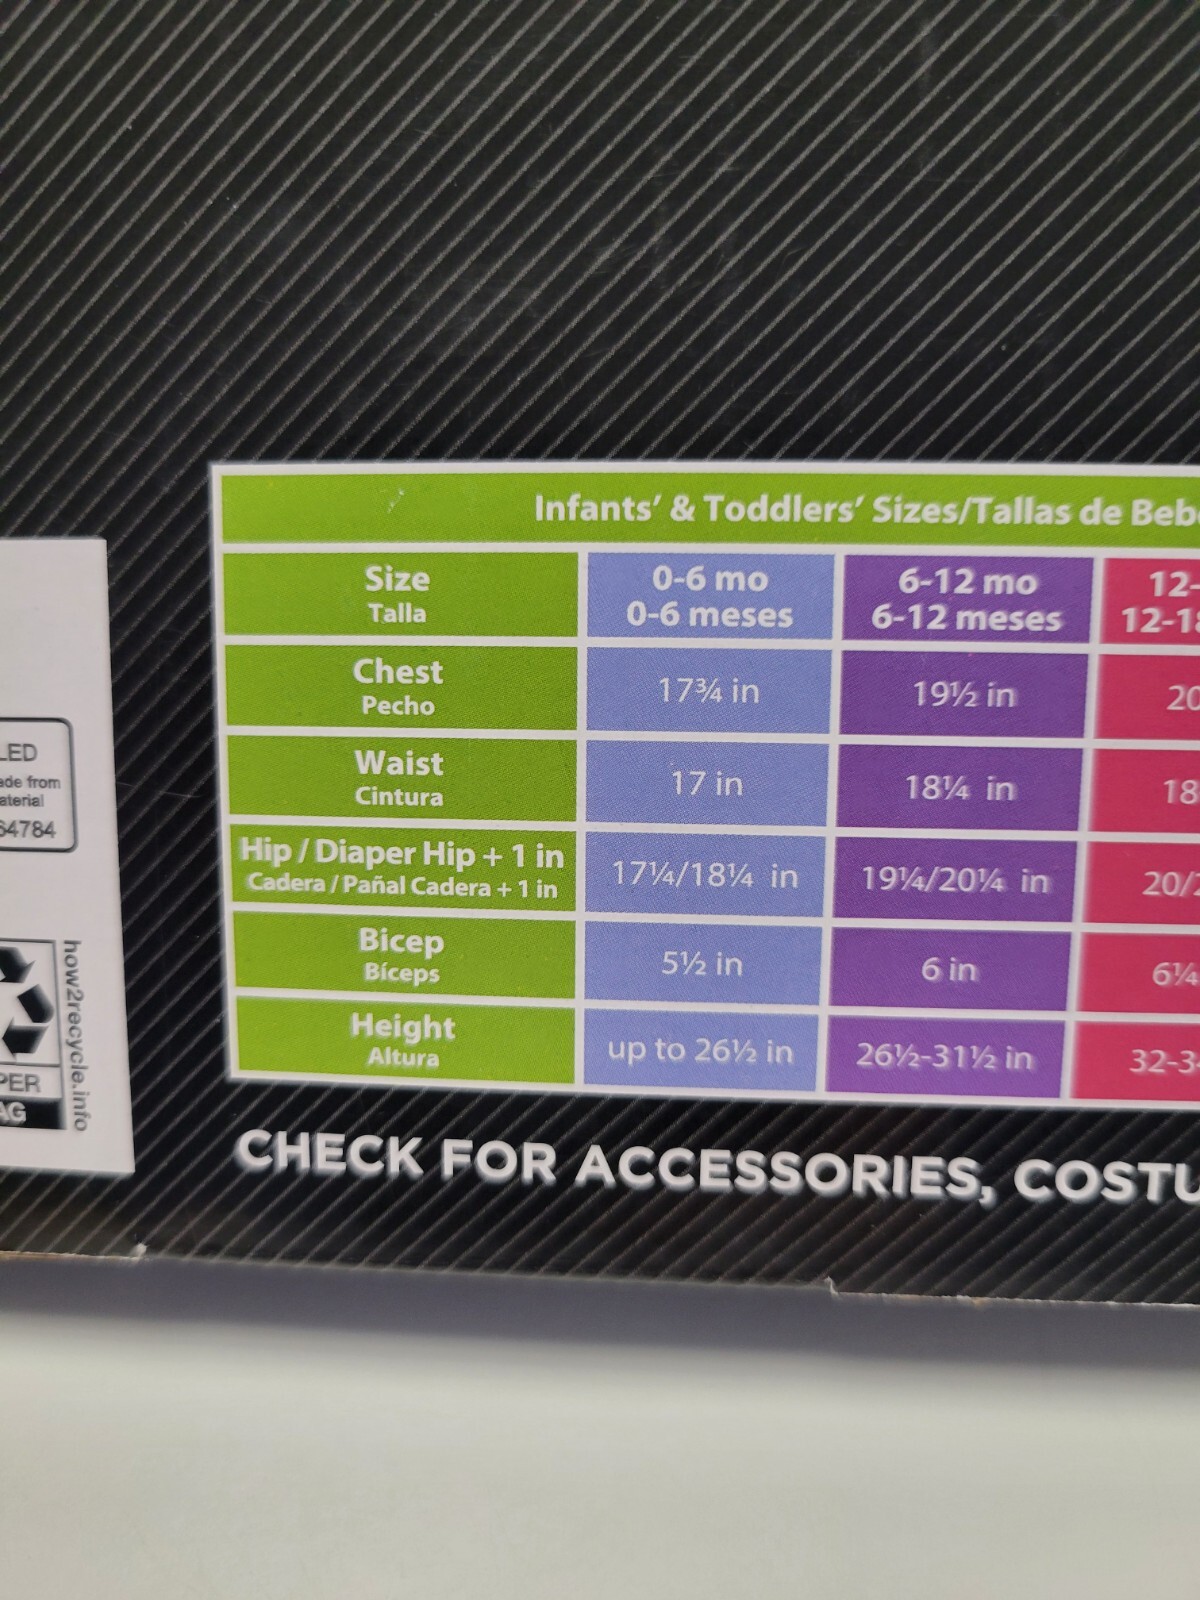 Infants' & Toddlers' Sizes/Tallas de
Size 0-6 mo 6-12 mo
Talla 0-6 meses 6-12 meses
Chest 17¾ in 19½ in
Pecho
Waist 17 in 18¼ in
Cintura
Hip / Diaper Hip + 1 in 17¼/18¼ in 19¼/20¼ in
Cadera / Pañal Cadera + 1 in
Bicep 5½ in 6 in 6¼
Bíceps
Height up to 26½ in 26½-31½ in
Altura
CHECK FOR ACCESSORIES,
from
64784
how2recycle.info